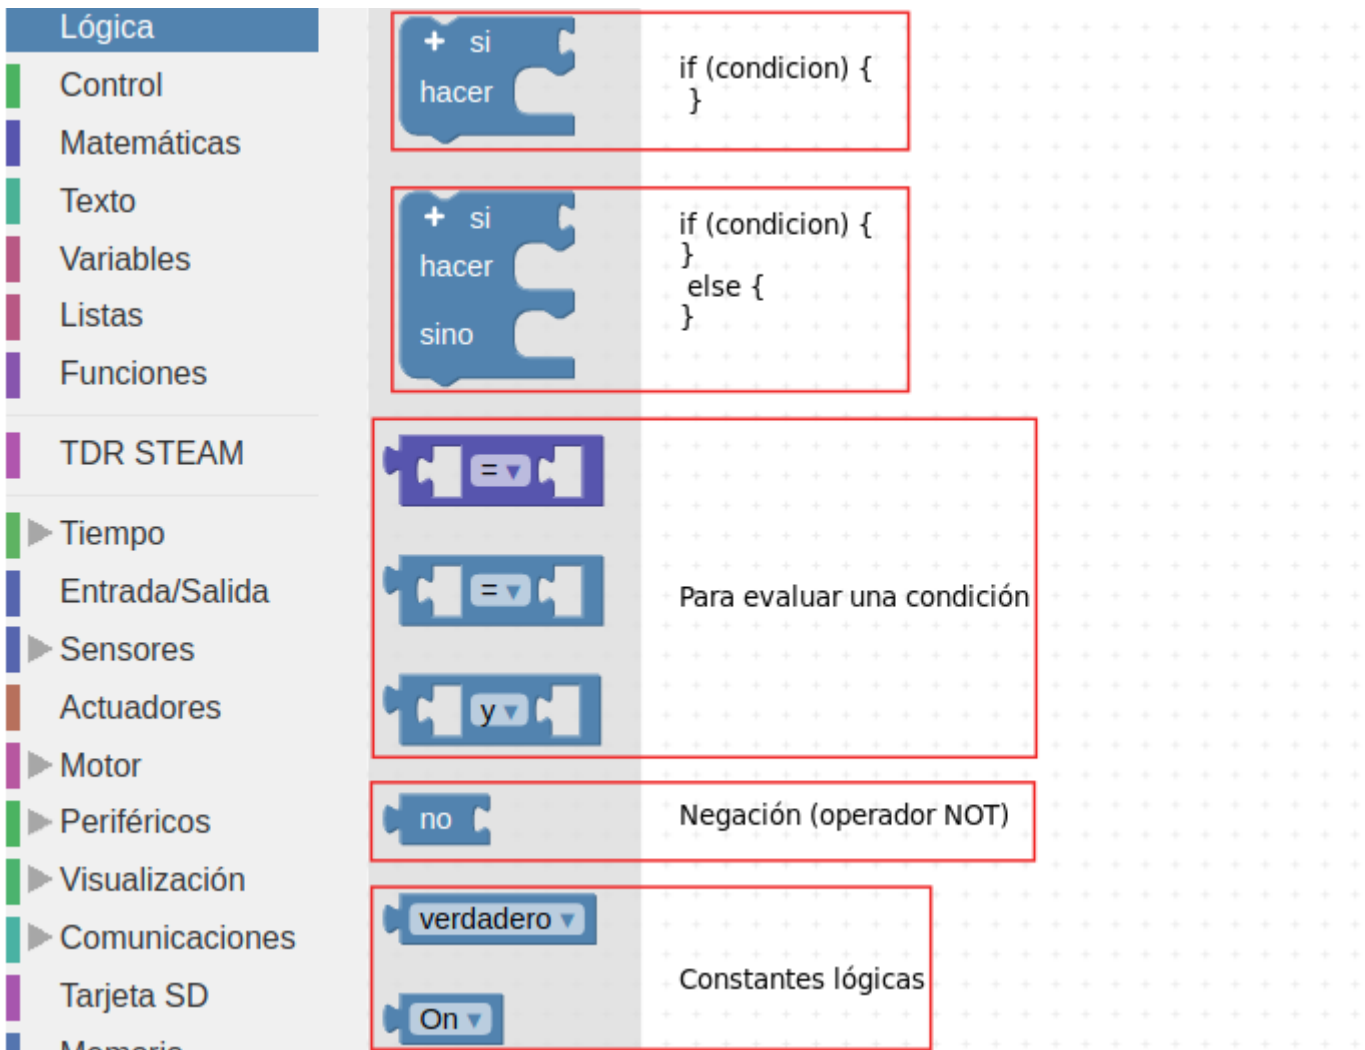 Lógica
Control
Matemáticas
Texto
Variables
Listas
Funciones
TDR STEAM
Tiempo
Entrada/Salida
Sensores
Actuadores
Motor
Periféricos
Visualización
Comunicaciones
Tarjeta SD
Memoria
+ si
hacer
if (condicion) {
}
+ si
hacer
sino
if (condicion) {
}
else {
}
=
=
y
Para evaluar una condición
no
Negación (operador NOT)
verdadero
On
Constantes lógicas